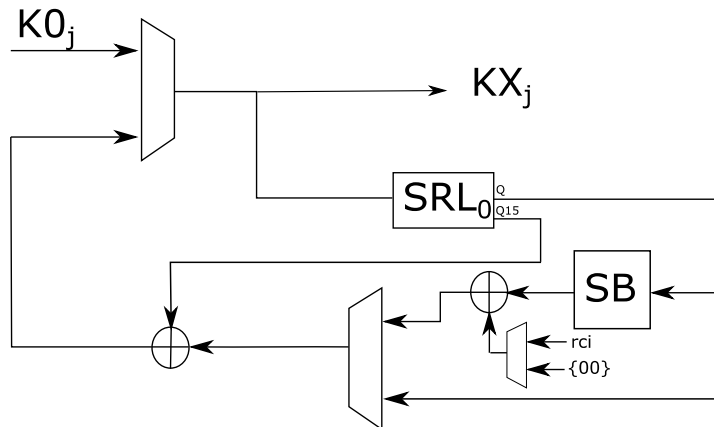 K0j
KXj
SRL0
Q
Q15
SB
rci
{00}